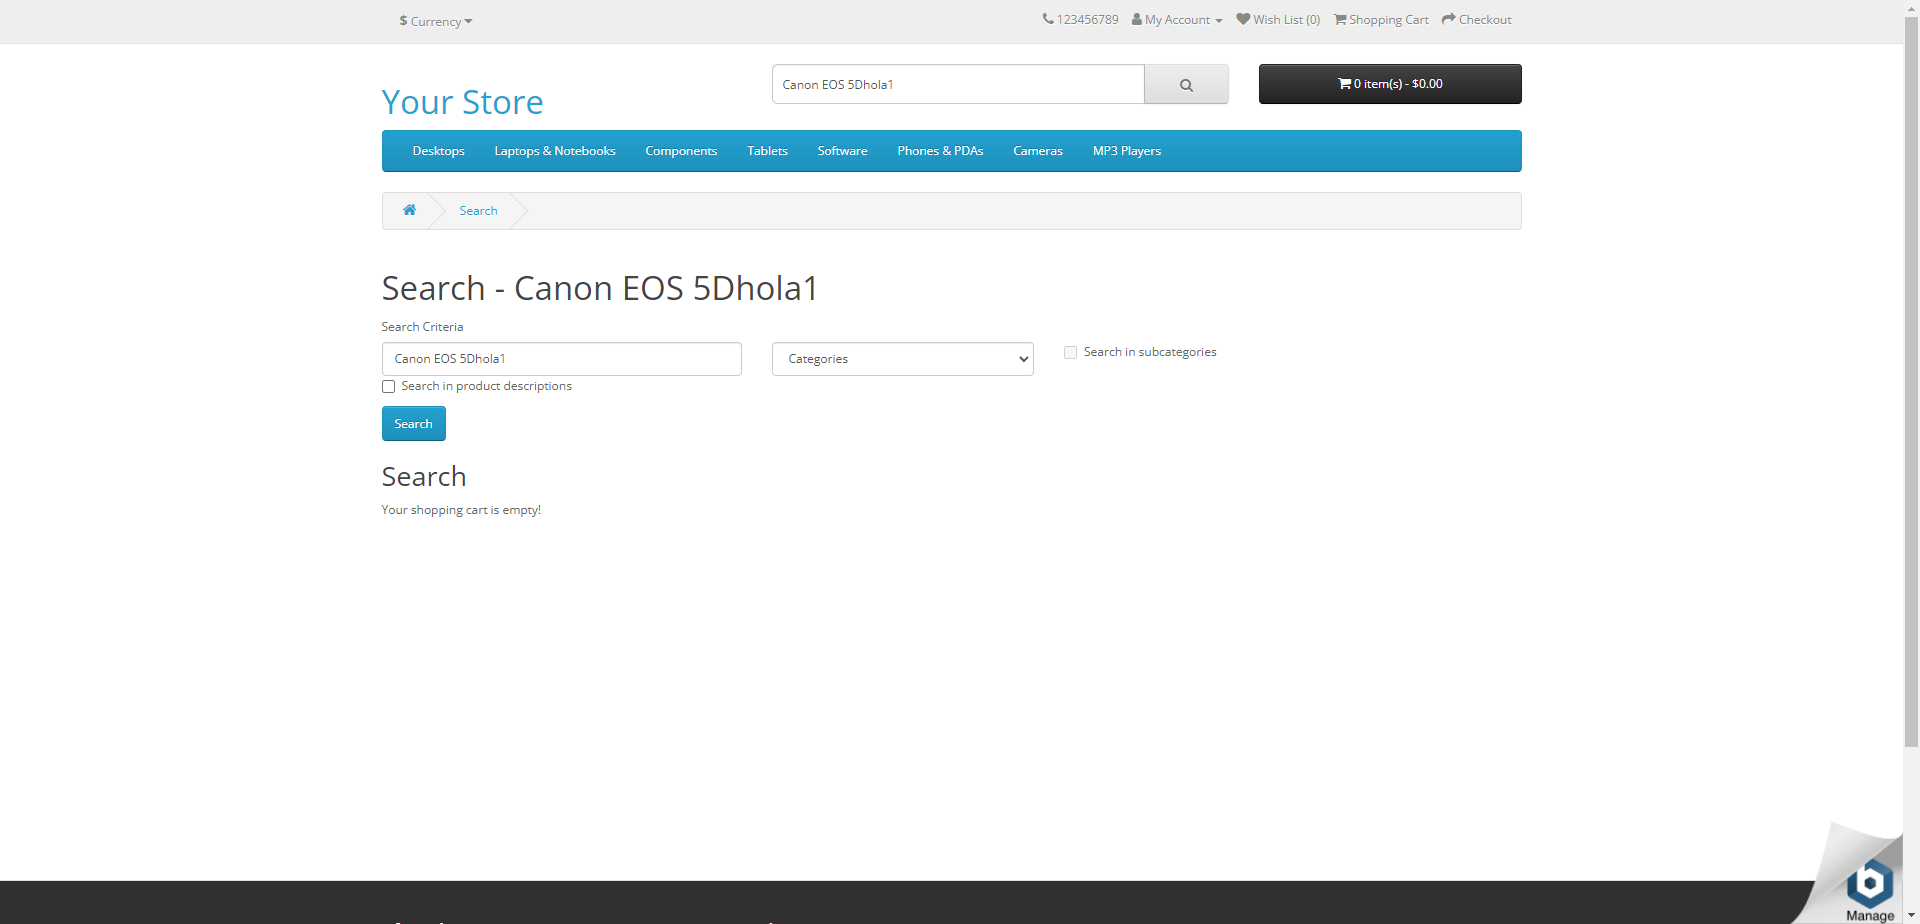 $ Currency
123456789 My Account Wish List (0) Shopping Cart Checkout
Your Store
Canon EOS 5Dhola1
0 item(s) - $0.00
Desktops Laptops & Notebooks Components Tablets Software Phones & PDAs Cameras MP3 Players
Search
Search - Canon EOS 5Dhola1
Search Criteria
Canon EOS 5Dhola1
Categories
Search in subcategories
Search in product descriptions
Search
Search
Your shopping cart is empty!
b
Manage